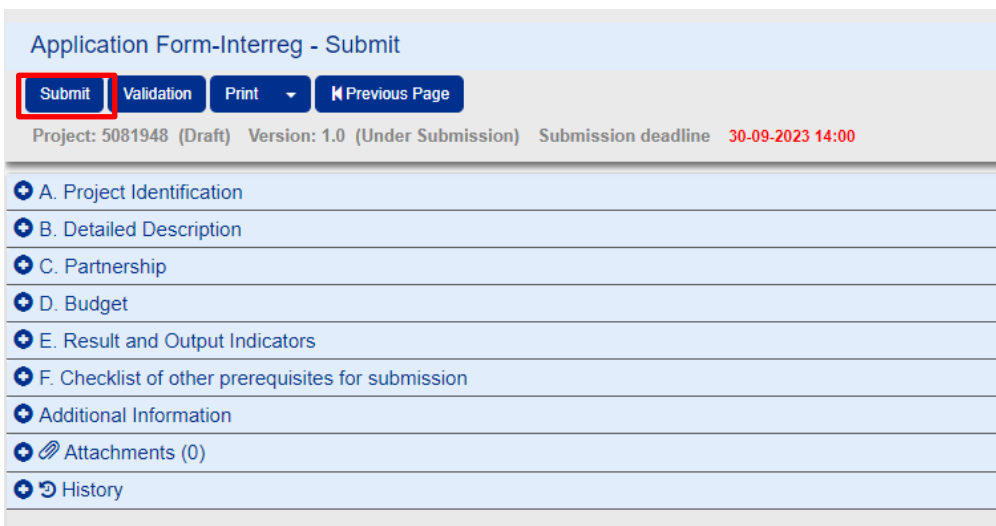 Application Form-Interreg - Submit
Submit Validation Print Previous Page
Project: 5081948 (Draft) Version: 1.0 (Under Submission) Submission deadline 30-09-2023 14:00
A. Project Identification
B. Detailed Description
C. Partnership
D. Budget
E. Result and Output Indicators
F. Checklist of other prerequisites for submission
Additional Information
Attachments (0)
History